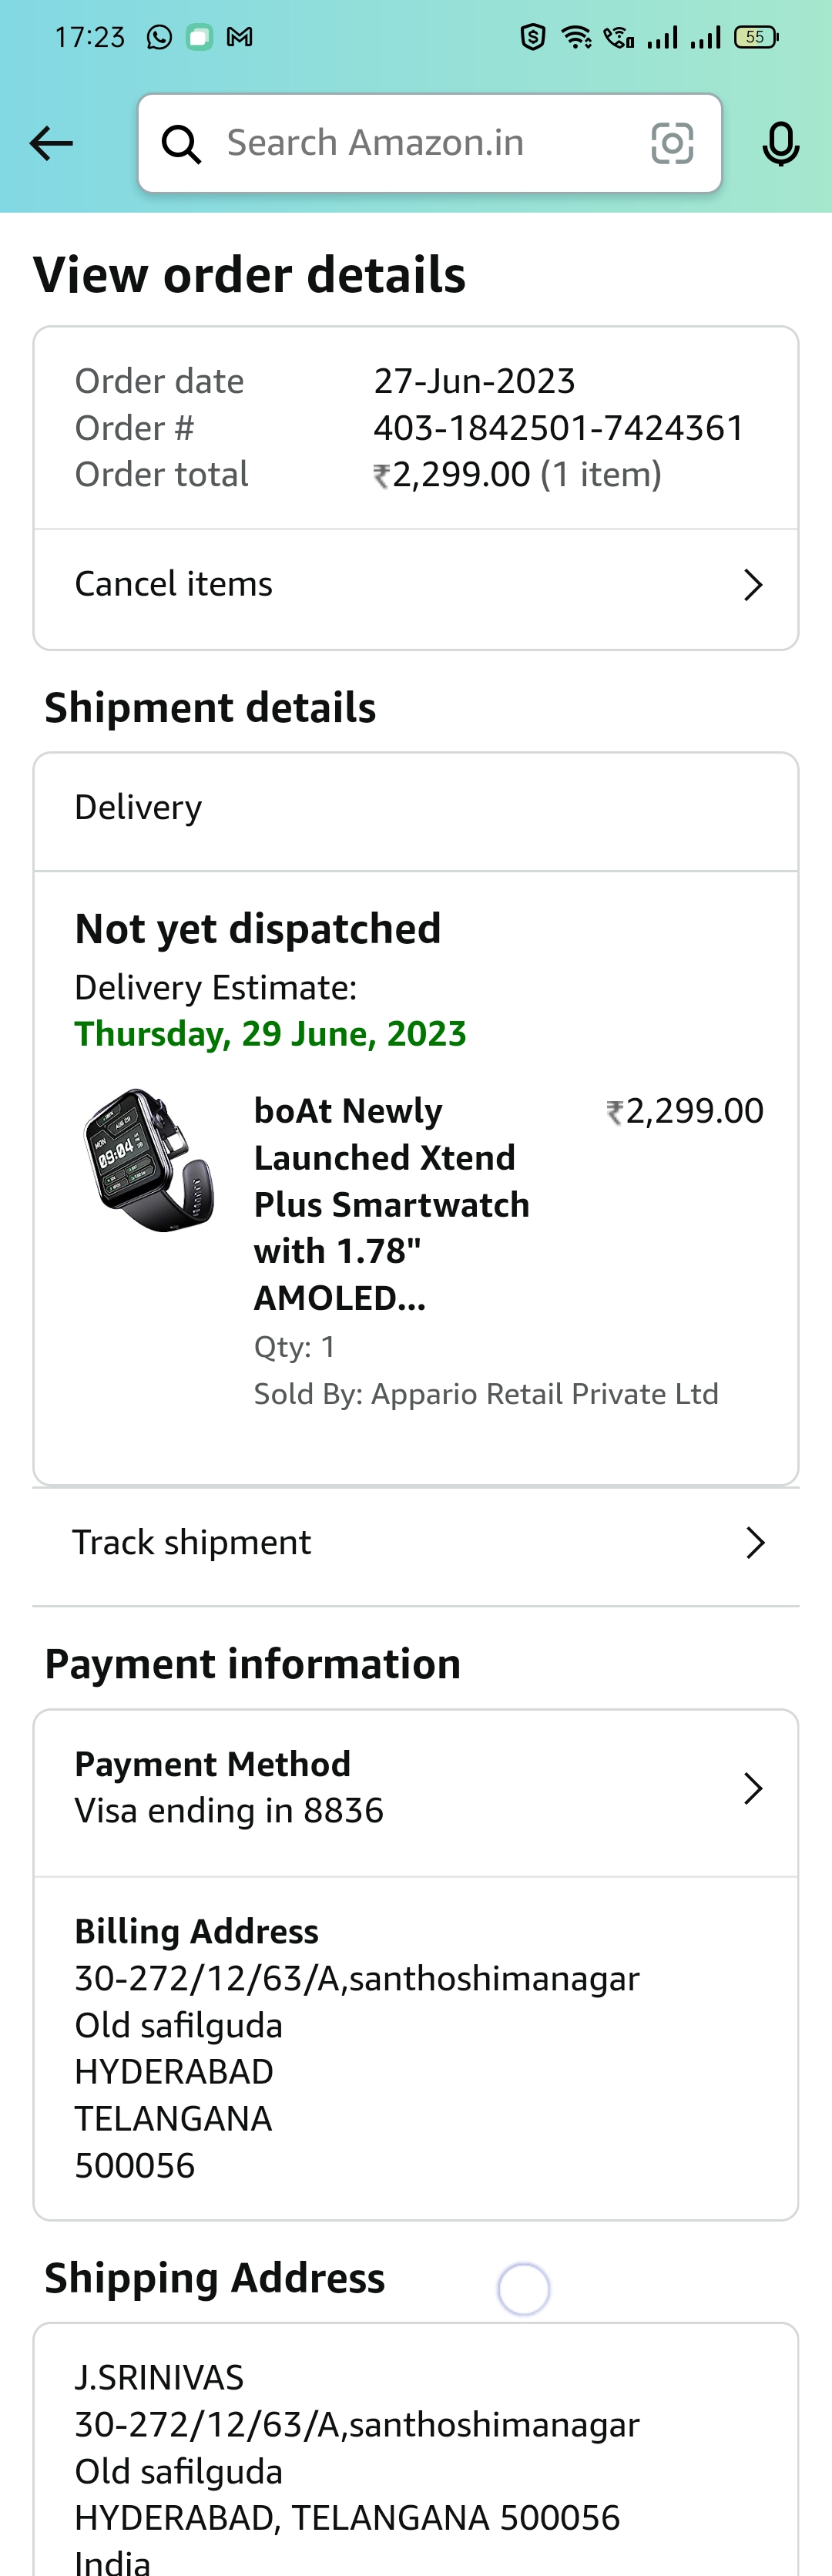 17:23
55
Search Amazon.in
View order details
Order date 27-Jun-2023
Order # 403-1842501-7424361
Order total ₹2,299.00 (1 item)
Cancel items
Shipment details
Delivery
Not yet dispatched
Delivery Estimate:
Thursday, 29 June, 2023
boAt Newly ₹2,299.00
Launched Xtend
Plus Smartwatch
with 1.78"
AMOLED...
Qty: 1
Sold By: Appario Retail Private Ltd
MON
AUG 29
09:04
Track shipment
Payment information
Payment Method
Visa ending in 8836
Billing Address
30-272/12/63/A,santhoshimanagar
Old safilguda
HYDERABAD
TELANGANA
500056
Shipping Address
J.SRINIVAS
30-272/12/63/A,santhoshimanagar
Old safilguda
HYDERABAD, TELANGANA 500056
India